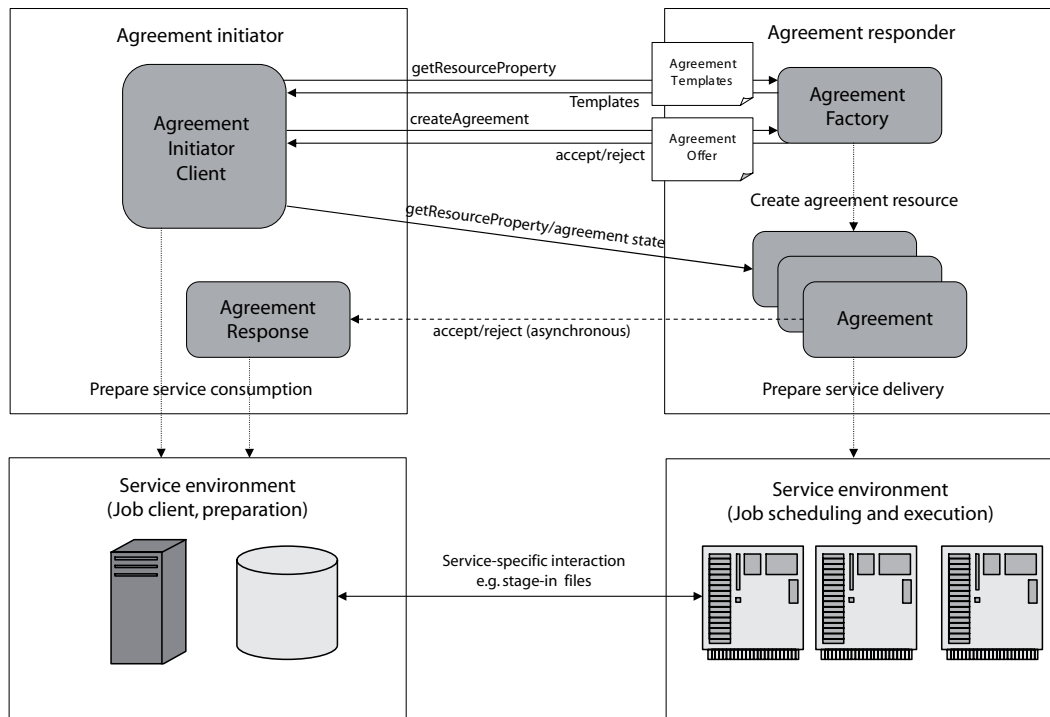 Agreement initiator
Agreement responder
getResourceProperty
Agreement
Templates
Templates
Agreement
Initiator
Client
Agreement
Factory
createAgreement
accept/reject
Agreement
Offer
Create agreement resource
getResourceProperty/agreement state
Agreement
Response
accept/reject (asynchronous)
Agreement
Prepare service consumption
Prepare service delivery
Service environment
(Job client, preparation)
Service environment
(Job scheduling and execution)
Service-specific interaction
e.g. stage-in files